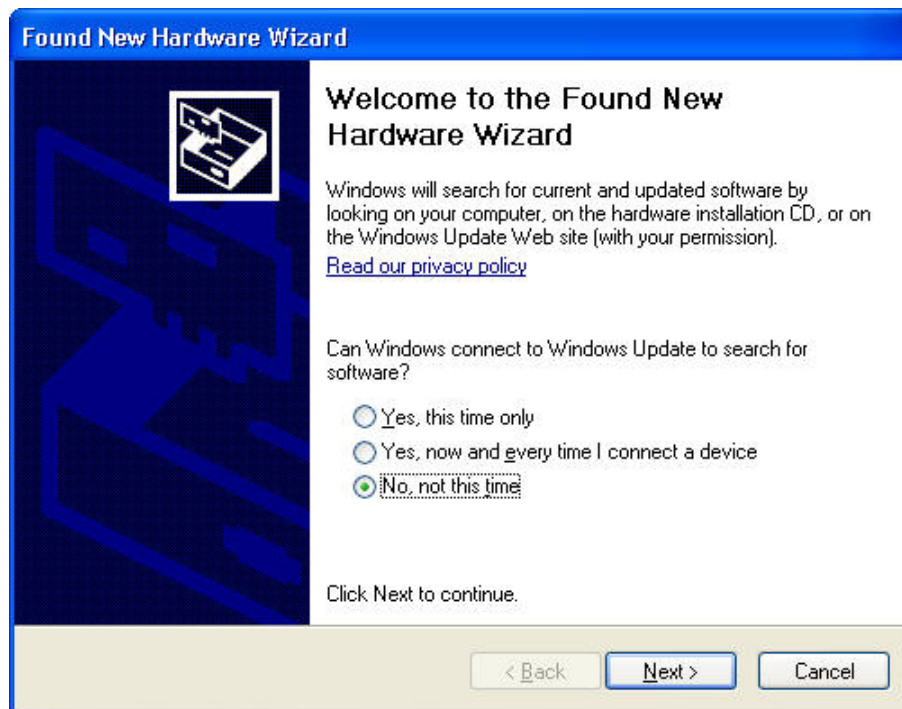 Found New Hardware Wizard
Welcome to the Found New
Hardware Wizard
Windows will search for current and updated software by
looking on your computer, on the hardware installation CD, or on
the Windows Update Web site (with your permission).
Read our privacy policy
Can Windows connect to Windows Update to search for
software?
Yes, this time only
Yes, now and every time I connect a device
No, not this time
Click Next to continue.
< Back
Next >
Cancel